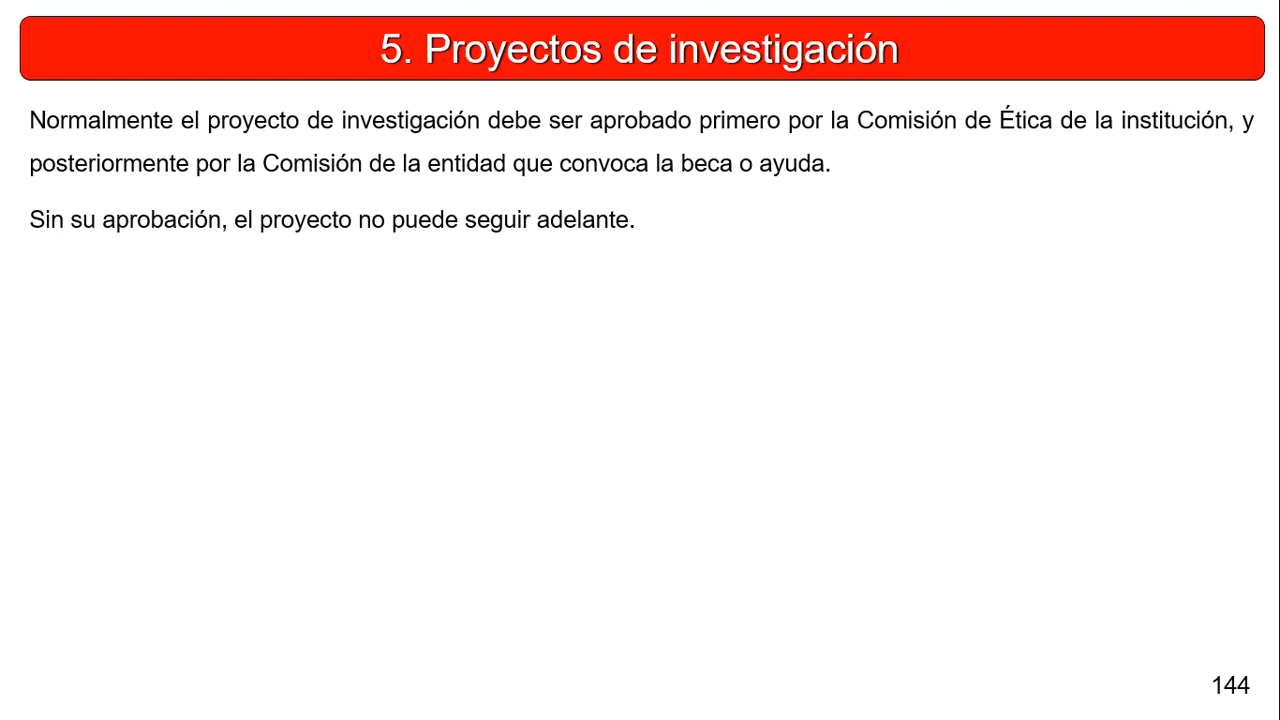 5. Proyectos de investigación
Normalmente el proyecto de investigación debe ser aprobado primero por la Comisión de Ética de la institución, y
posteriormente por la Comisión de la entidad que convoca la beca o ayuda.
Sin su aprobación, el proyecto no puede seguir adelante.
144